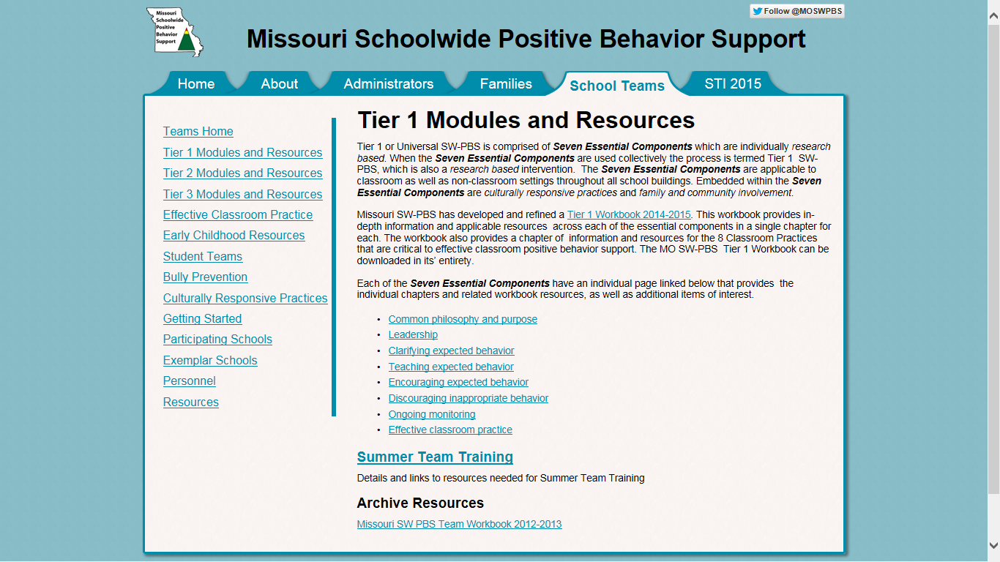 Missouri
Schoolwide
Positive
Behavior
Support
Follow @MOSWPBS
Missouri Schoolwide Positive Behavior Support
Home About Administrators Families School Teams STI 2015
Teams Home
Tier 1 Modules and Resources
Tier 2 Modules and Resources
Tier 3 Modules and Resources
Effective Classroom Practice
Early Childhood Resources
Student Teams
Bully Prevention
Culturally Responsive Practices
Getting Started
Participating Schools
Exemplar Schools
Personnel
Resources
Tier 1 Modules and Resources
Tier 1 or Universal SW-PBS is comprised of Seven Essential Components which are individually research
based. When the Seven Essential Components are used collectively the process is termed Tier 1 SW-
PBS, which is also a research based intervention. The Seven Essential Components are applicable to
classroom as well as non-classroom settings throughout all school buildings. Embedded within the Seven
Essential Components are culturally responsive practices and family and community involvement.
Missouri SW-PBS has developed and refined a Tier 1 Workbook 2014-2015. This workbook provides in-
depth information and applicable resources across each of the essential components in a single chapter for
each. The workbook also provides a chapter of information and resources for the 8 Classroom Practices
that are critical to effective classroom positive behavior support. The MO SW-PBS Tier 1 Workbook can be
downloaded in its' entirety.
Each of the Seven Essential Components have an individual page linked below that provides the
individual chapters and related workbook resources, as well as additional items of interest.
• Common philosophy and purpose
• Leadership
• Clarifying expected behavior
• Teaching expected behavior
• Encouraging expected behavior
• Discouraging inappropriate behavior
• Ongoing monitoring
• Effective classroom practice
Summer Team Training
Details and links to resources needed for Summer Team Training
Archive Resources
Missouri SW PBS Team Workbook 2012-2013